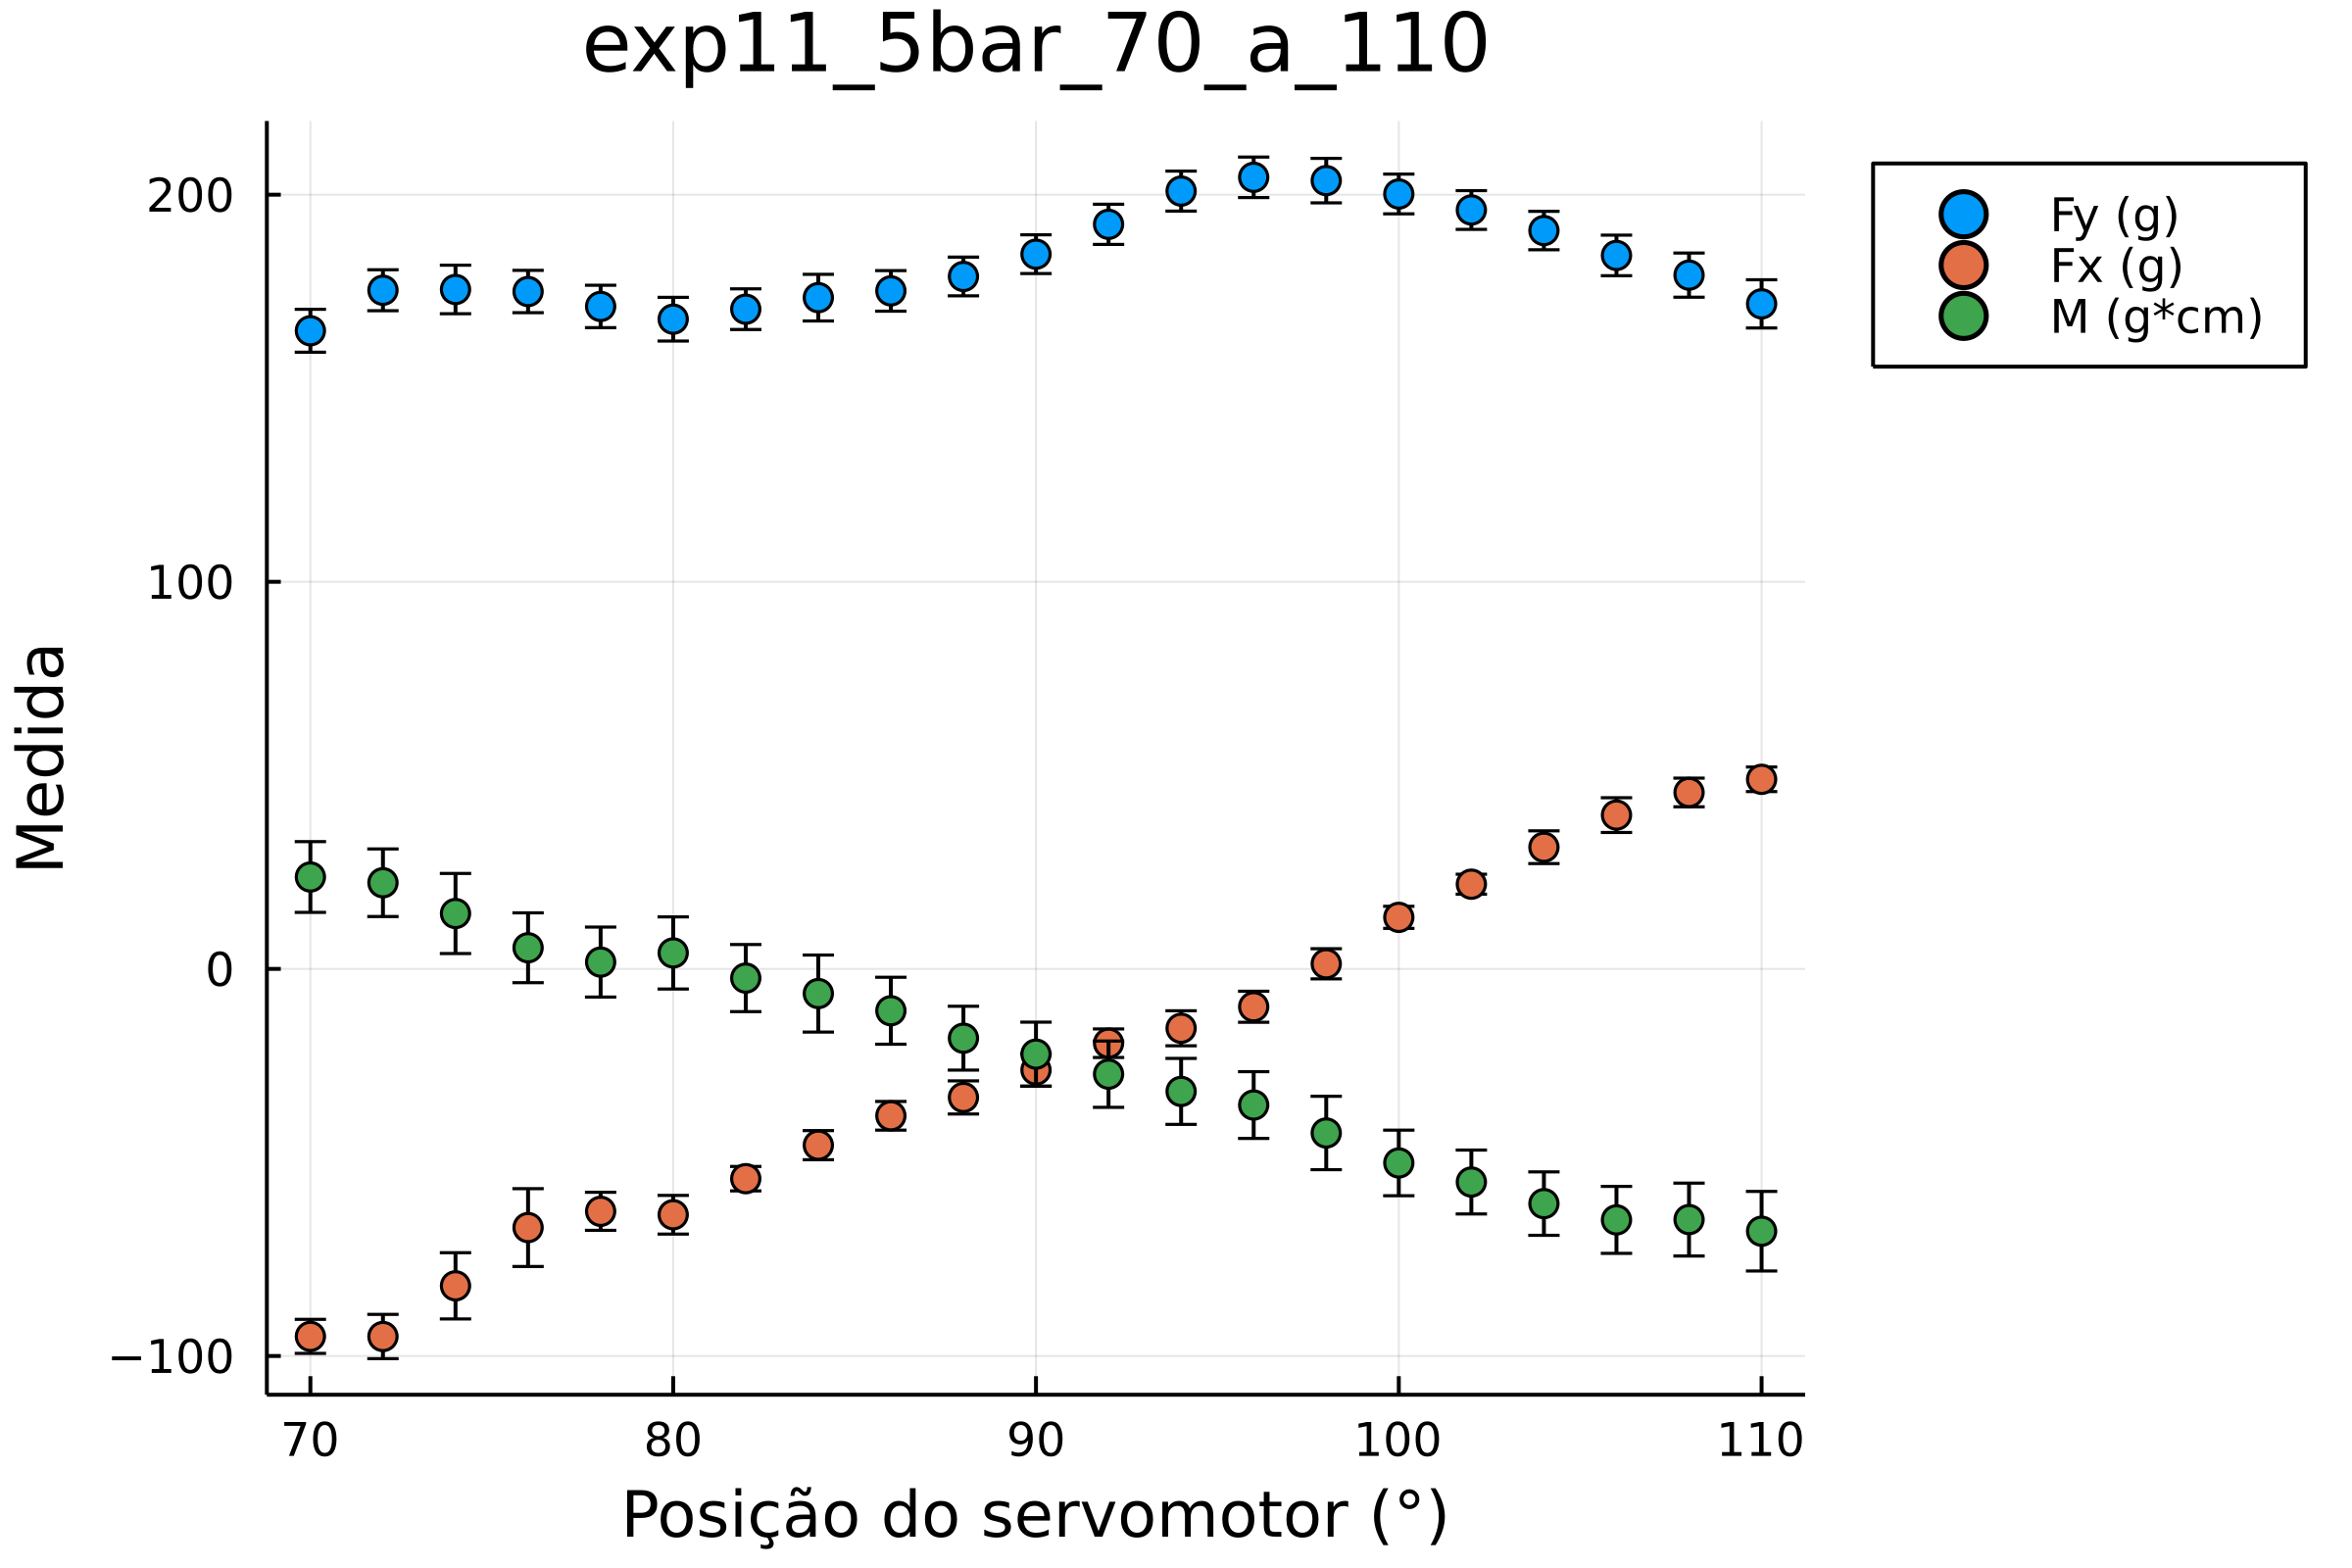 exp11_5bar_70_a_110
200
100
0
−100
Medida
70 80 90 100 110
Posição do servomotor (°)
Fy (g)
Fx (g)
M (g*cm)